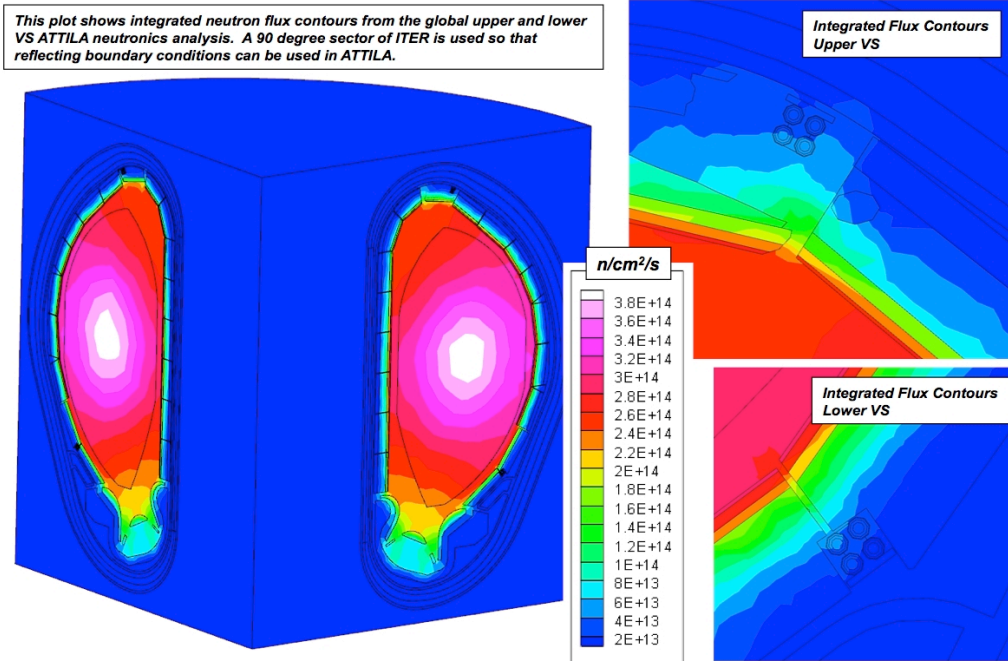 This plot shows integrated neutron flux contours from the global upper and lower
VS ATTILA neutronics analysis.  A 90 degree sector of ITER is used so that
reflecting boundary conditions can be used in ATTILA.
Integrated Flux Contours
Upper VS
n/cm²/s
3.8E+14
3.6E+14
3.4E+14
3.2E+14
3E+14
2.8E+14
2.6E+14
2.4E+14
2.2E+14
2E+14
1.8E+14
1.6E+14
1.4E+14
1.2E+14
1E+14
8E+13
6E+13
4E+13
2E+13
Integrated Flux Contours
Lower VS